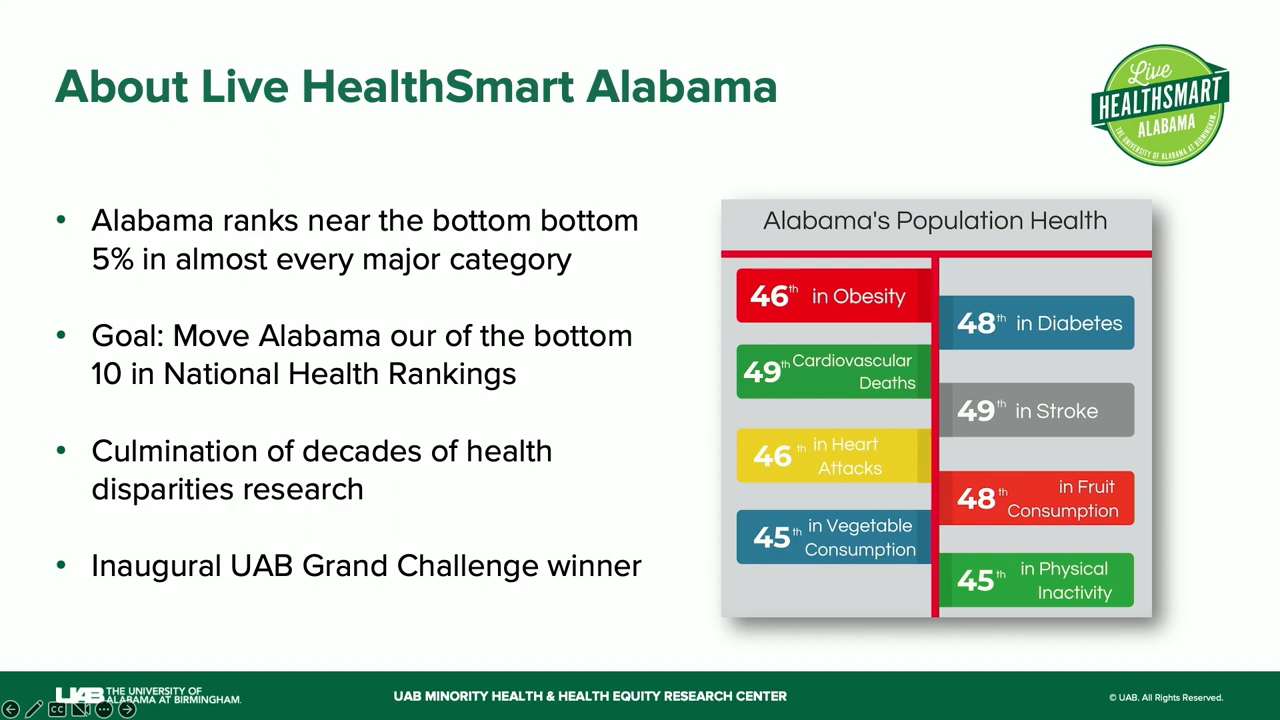 About Live HealthSmart Alabama
Live
HEALTHSMART
ALABAMA
THE UNIVERSITY OF ALABAMA AT BIRMINGHAM
• Alabama ranks near the bottom bottom
5% in almost every major category
• Goal: Move Alabama our of the bottom
10 in National Health Rankings
• Culmination of decades of health
disparities research
• Inaugural UAB Grand Challenge winner
Alabama's Population Health
46th in Obesity
48th in Diabetes
49th Cardiovascular
Deaths
49th in Stroke
46th in Heart
Attacks
48th in Fruit
Consumption
45th in Vegetable
Consumption
45th in Physical
Inactivity
UAB THE UNIVERSITY OF
ALABAMA AT BIRMINGHAM.
UAB MINORITY HEALTH & HEALTH EQUITY RESEARCH CENTER
© UAB. All Rights Reserved.
CC